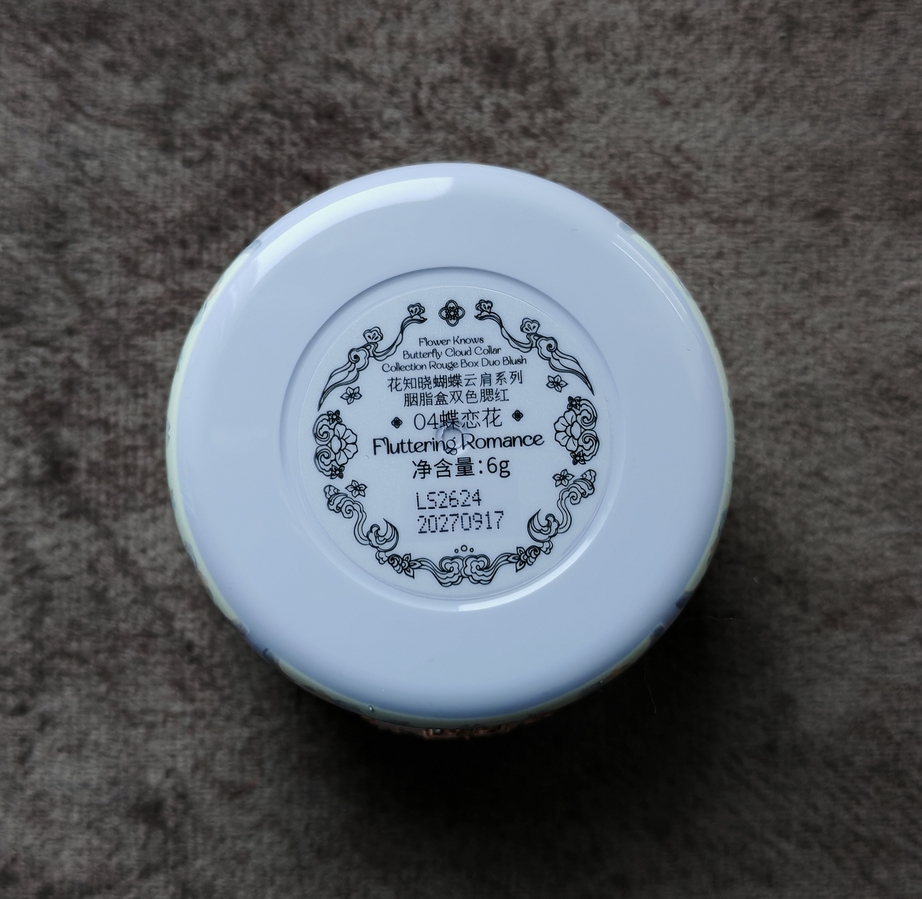 Flower Knows
Butterfly Cloud Collar
Collection Rouge Box Duo Blush
花知晓蝴蝶云肩系列
胭脂盒双色腮红
04蝶恋花
Fluttering Romance
净含量:6g
LS2624
20270917